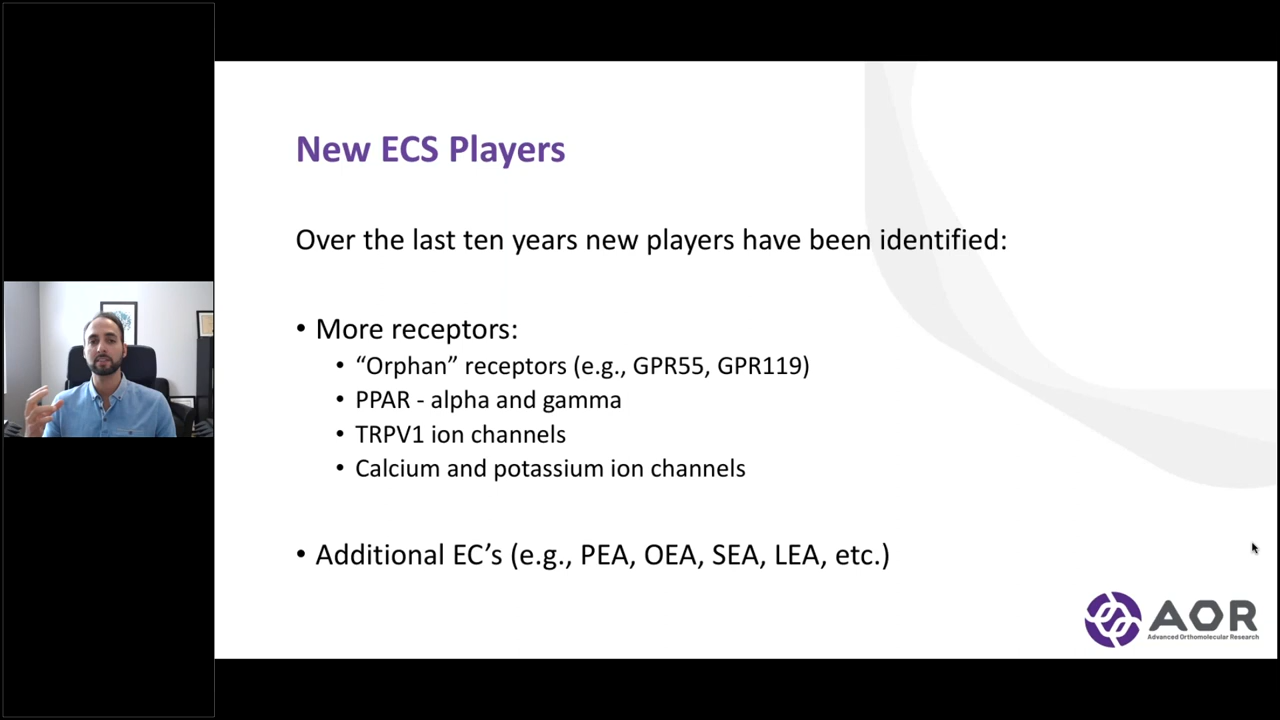 New ECS Players
Over the last ten years new players have been identified:
• More receptors:
• “Orphan” receptors (e.g., GPR55, GPR119)
• PPAR - alpha and gamma
• TRPV1 ion channels
• Calcium and potassium ion channels
• Additional EC’s (e.g., PEA, OEA, SEA, LEA, etc.)
AOR
Advanced Orthomolecular Research